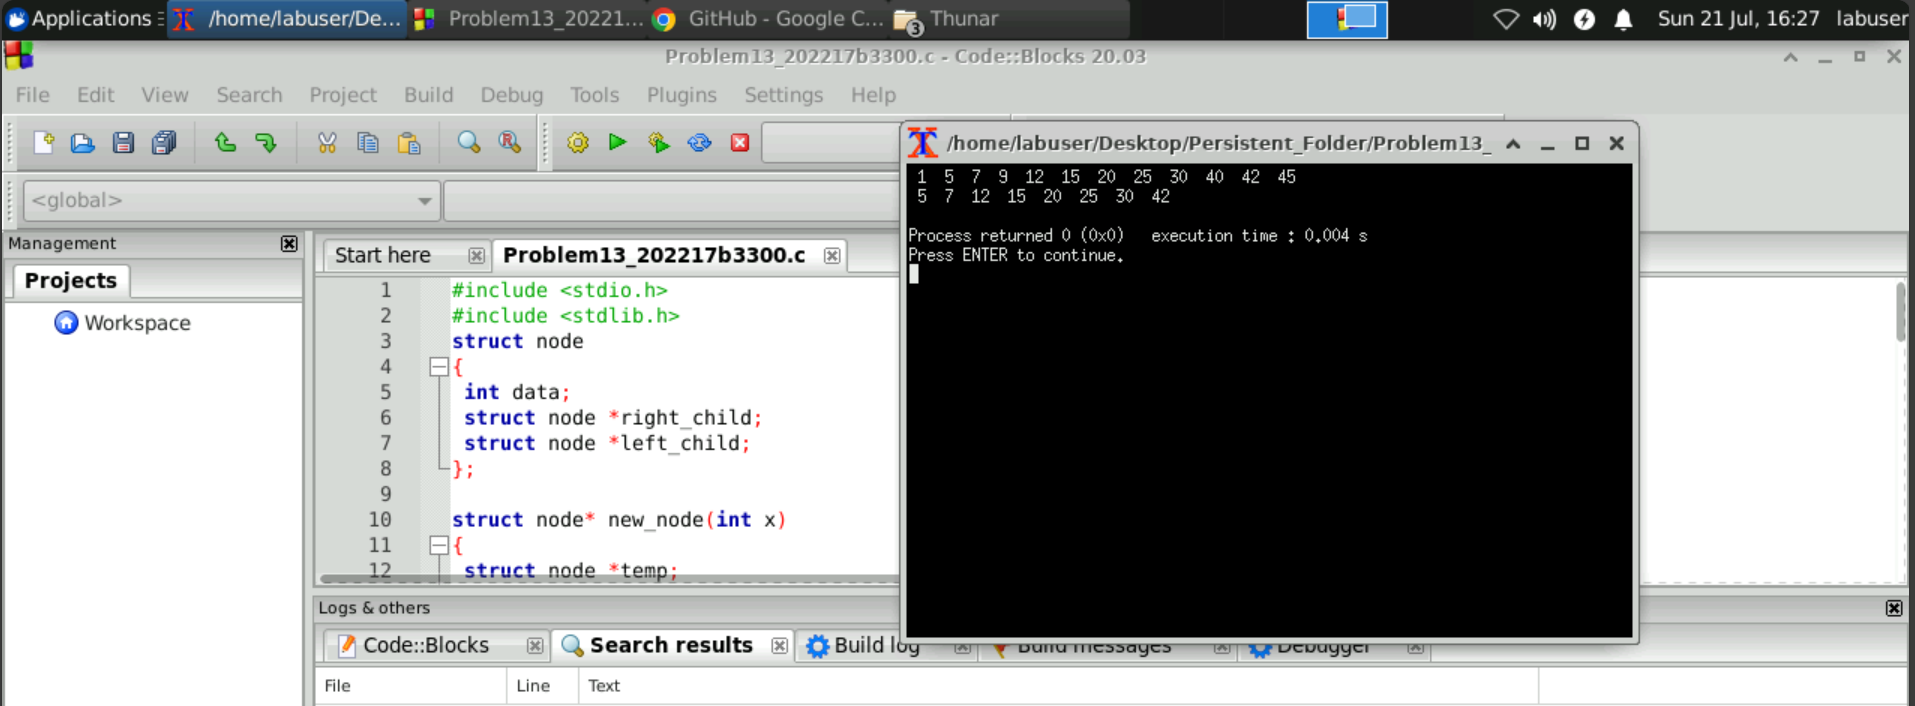 Applications /home/labuser/De... Problem13_20221... GitHub - Google C... 3 Thunar Sun 21 Jul, 16:27 labuser
Problem13_202217b3300.c - Code::Blocks 20.03
File Edit View Search Project Build Debug Tools Plugins Settings Help
/home/labuser/Desktop/Persistent_Folder/Problem13_
1 5 7 9 12 15 20 25 30 40 42 45
5 7 12 15 20 25 30 42
Process returned 0 (0x0) execution time : 0.004 s
Press ENTER to continue.
<global>
Management
Projects
Workspace
Start here Problem13_202217b3300.c
1 #include <stdio.h>
2 #include <stdlib.h>
3 struct node
4 {
5 int data;
6 struct node *right_child;
7 struct node *left_child;
8 };
9
10 struct node* new_node(int x)
11 {
12 struct node *temp;
Logs & others
Code::Blocks Search results Build log Build messages Debugger
File Line Text